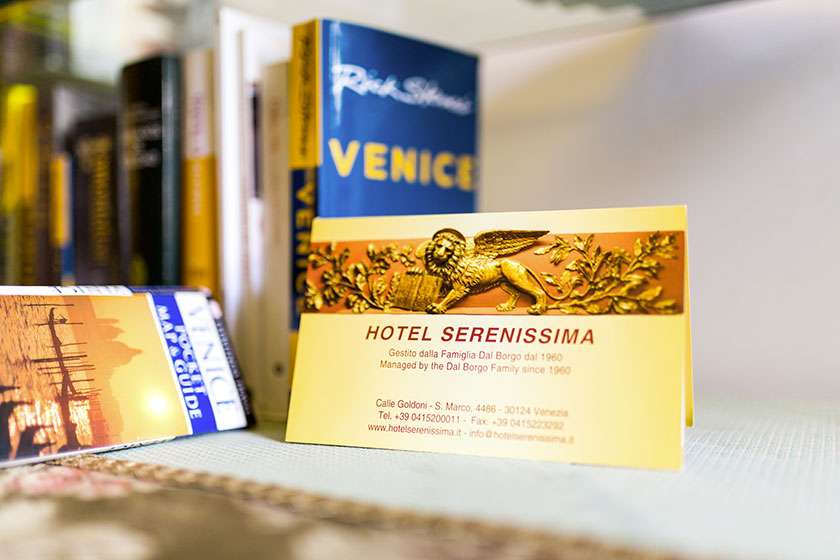 Rick Steves
VENICE
VENICE
HOTEL SERENISSIMA
Gestito dalla Famiglia Dal Borgo dal 1960
Managed by the Dal Borgo Family since 1960
Calle Goldoni - S. Marco, 4486 - 30124 Venezia
Tel. +39 0415200011 - Fax: +39 0415223292
www.hotelserenissima.it - info@hotelserenissima.it
VENICE
POCKET
MAP & GUIDE